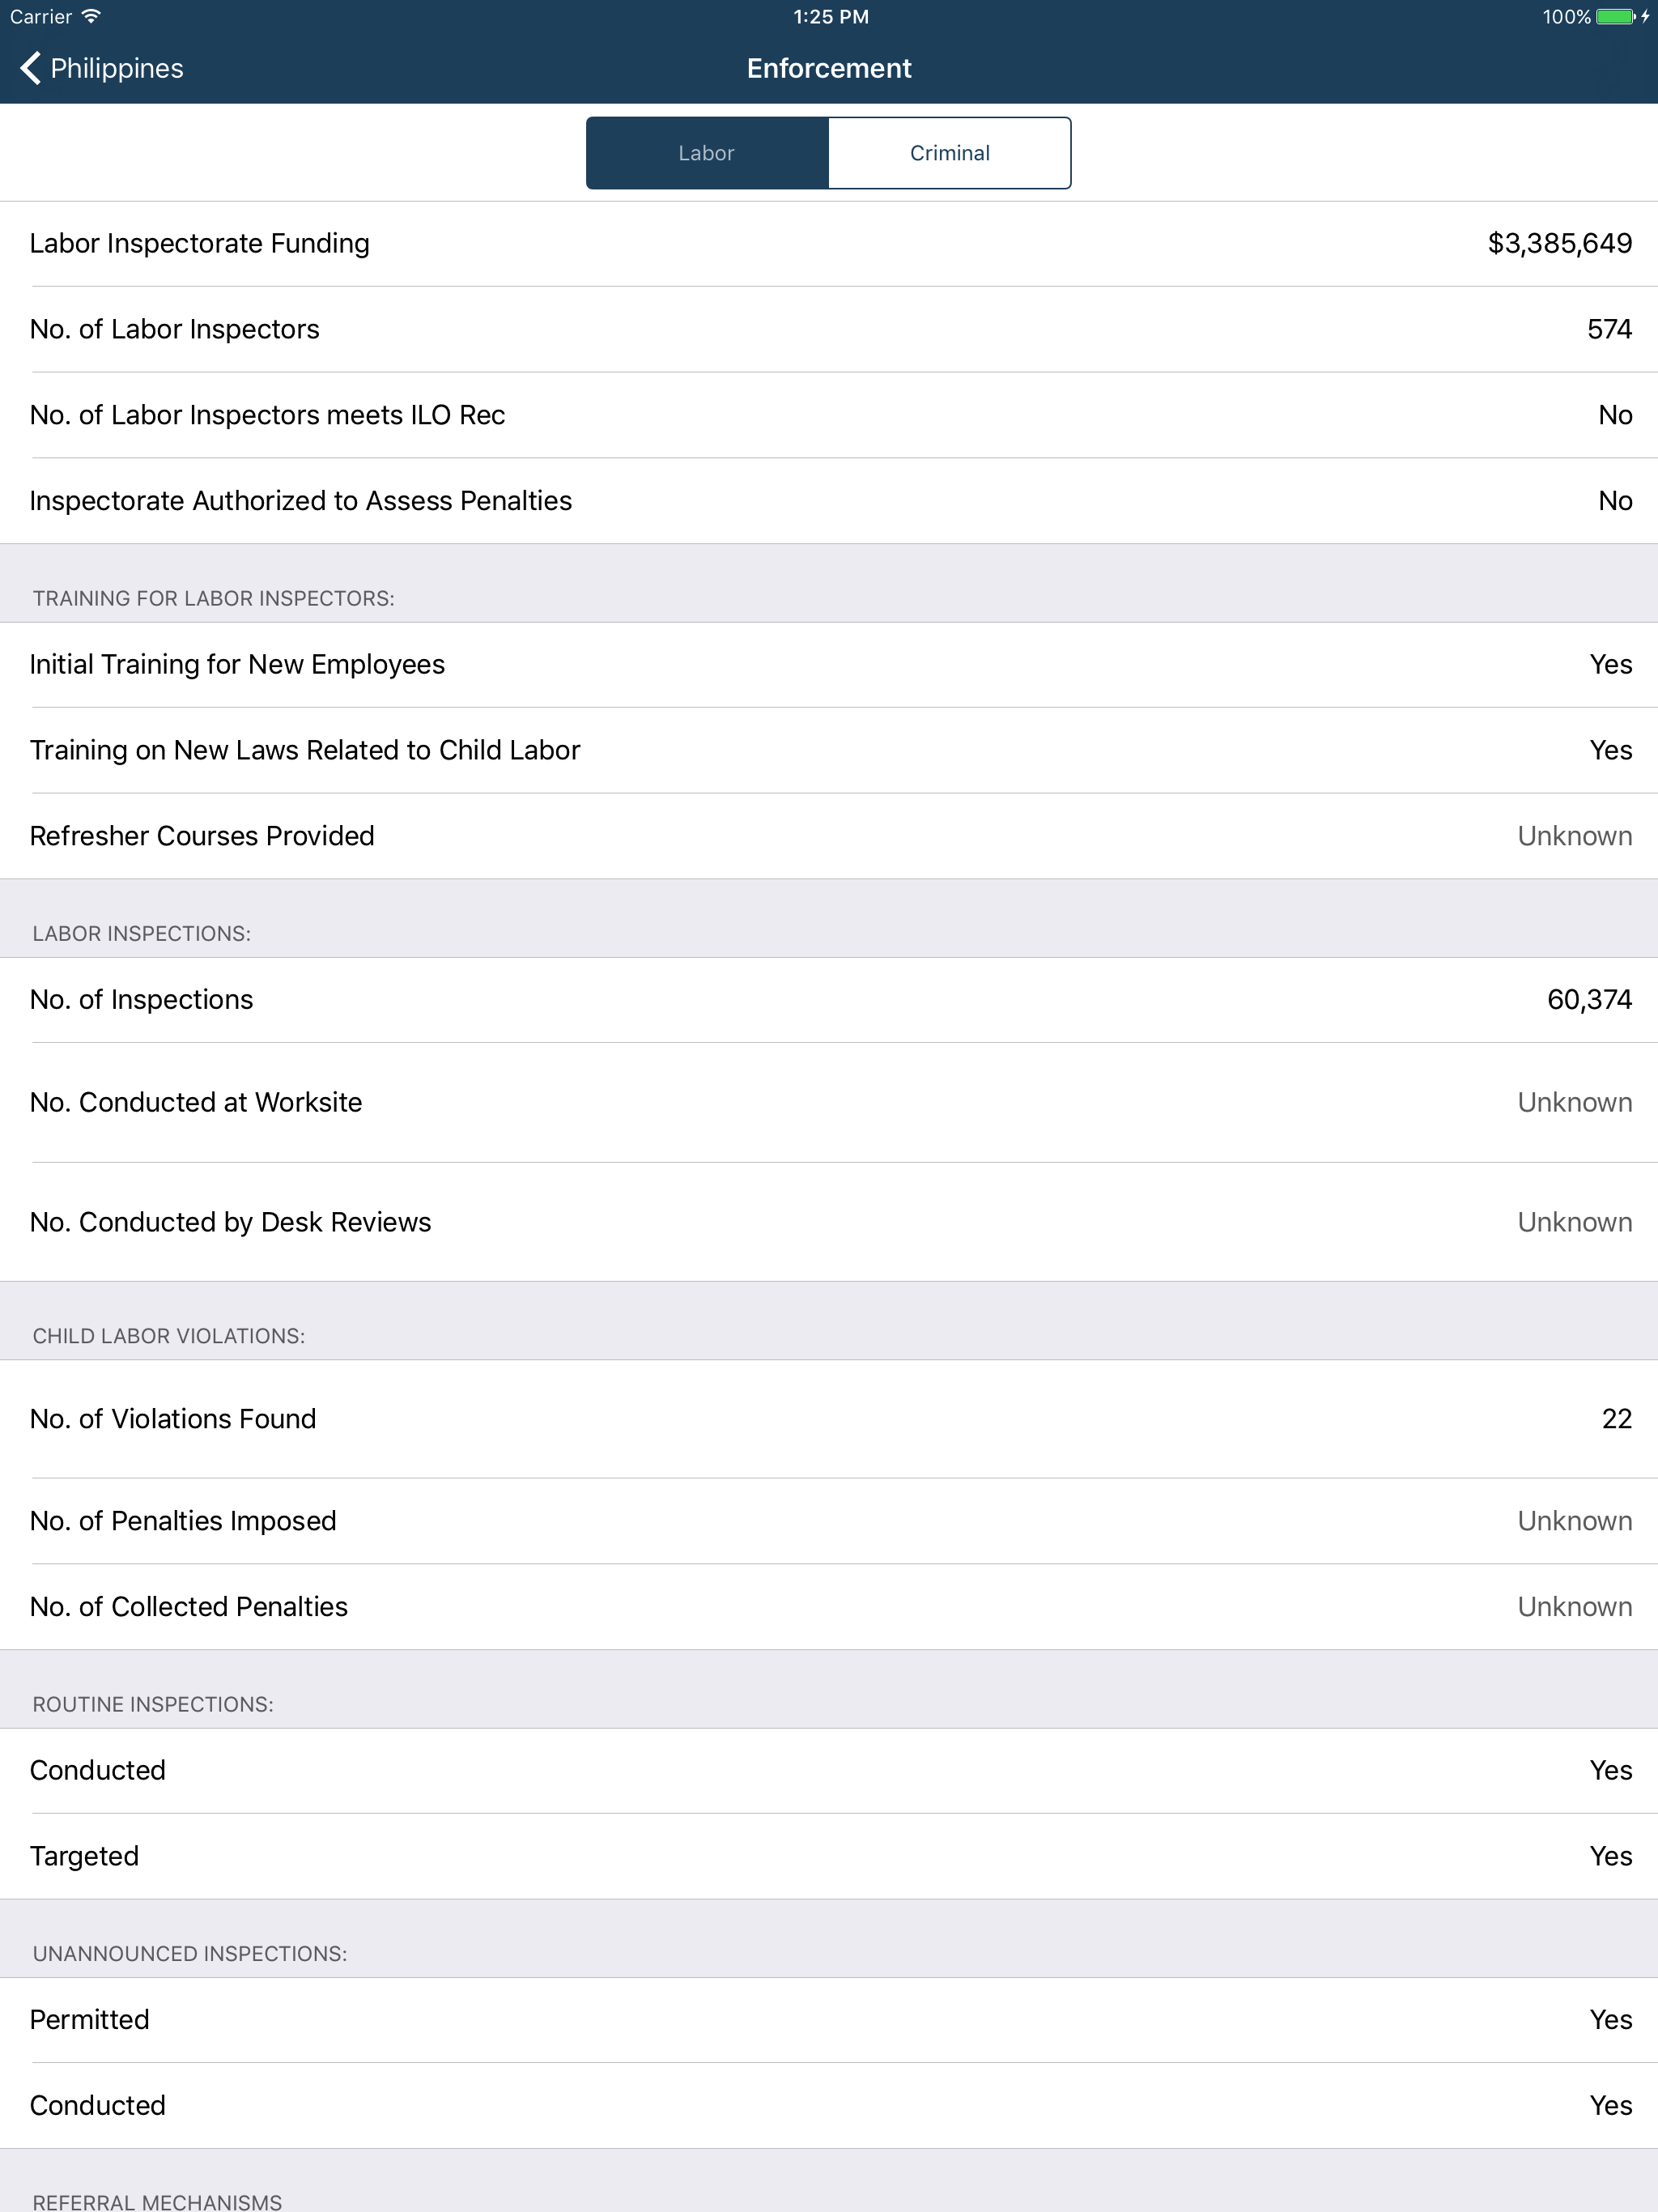 Carrier 1:25 PM 100%
Philippines Enforcement
Labor Criminal
Labor Inspectorate Funding $3,385,649
No. of Labor Inspectors 574
No. of Labor Inspectors meets ILO Rec No
Inspectorate Authorized to Assess Penalties No
TRAINING FOR LABOR INSPECTORS:
Initial Training for New Employees Yes
Training on New Laws Related to Child Labor Yes
Refresher Courses Provided Unknown
LABOR INSPECTIONS:
No. of Inspections 60,374
No. Conducted at Worksite Unknown
No. Conducted by Desk Reviews Unknown
CHILD LABOR VIOLATIONS:
No. of Violations Found 22
No. of Penalties Imposed Unknown
No. of Collected Penalties Unknown
ROUTINE INSPECTIONS:
Conducted Yes
Targeted Yes
UNANNOUNCED INSPECTIONS:
Permitted Yes
Conducted Yes
REFERRAL MECHANISMS